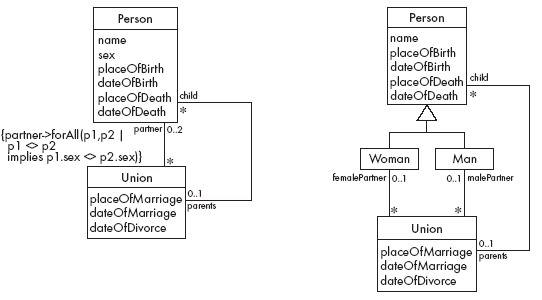 Person
name
sex
placeOfBirth
dateOfBirth
placeOfDeath
dateOfDeath
child
*
partner 0..2
{partner->forAll(p1,p2 |
p1 <> p2
implies p1.sex <> p2.sex)}
*
Union
placeOfMarriage
dateOfMarriage
dateOfDivorce
0..1
parents
Person
name
placeOfBirth
dateOfBirth
placeOfDeath
dateOfDeath
child
*
Woman
Man
femalePartner 0..1
0..1 malePartner
*
*
Union
placeOfMarriage
dateOfMarriage
dateOfDivorce
0..1
parents